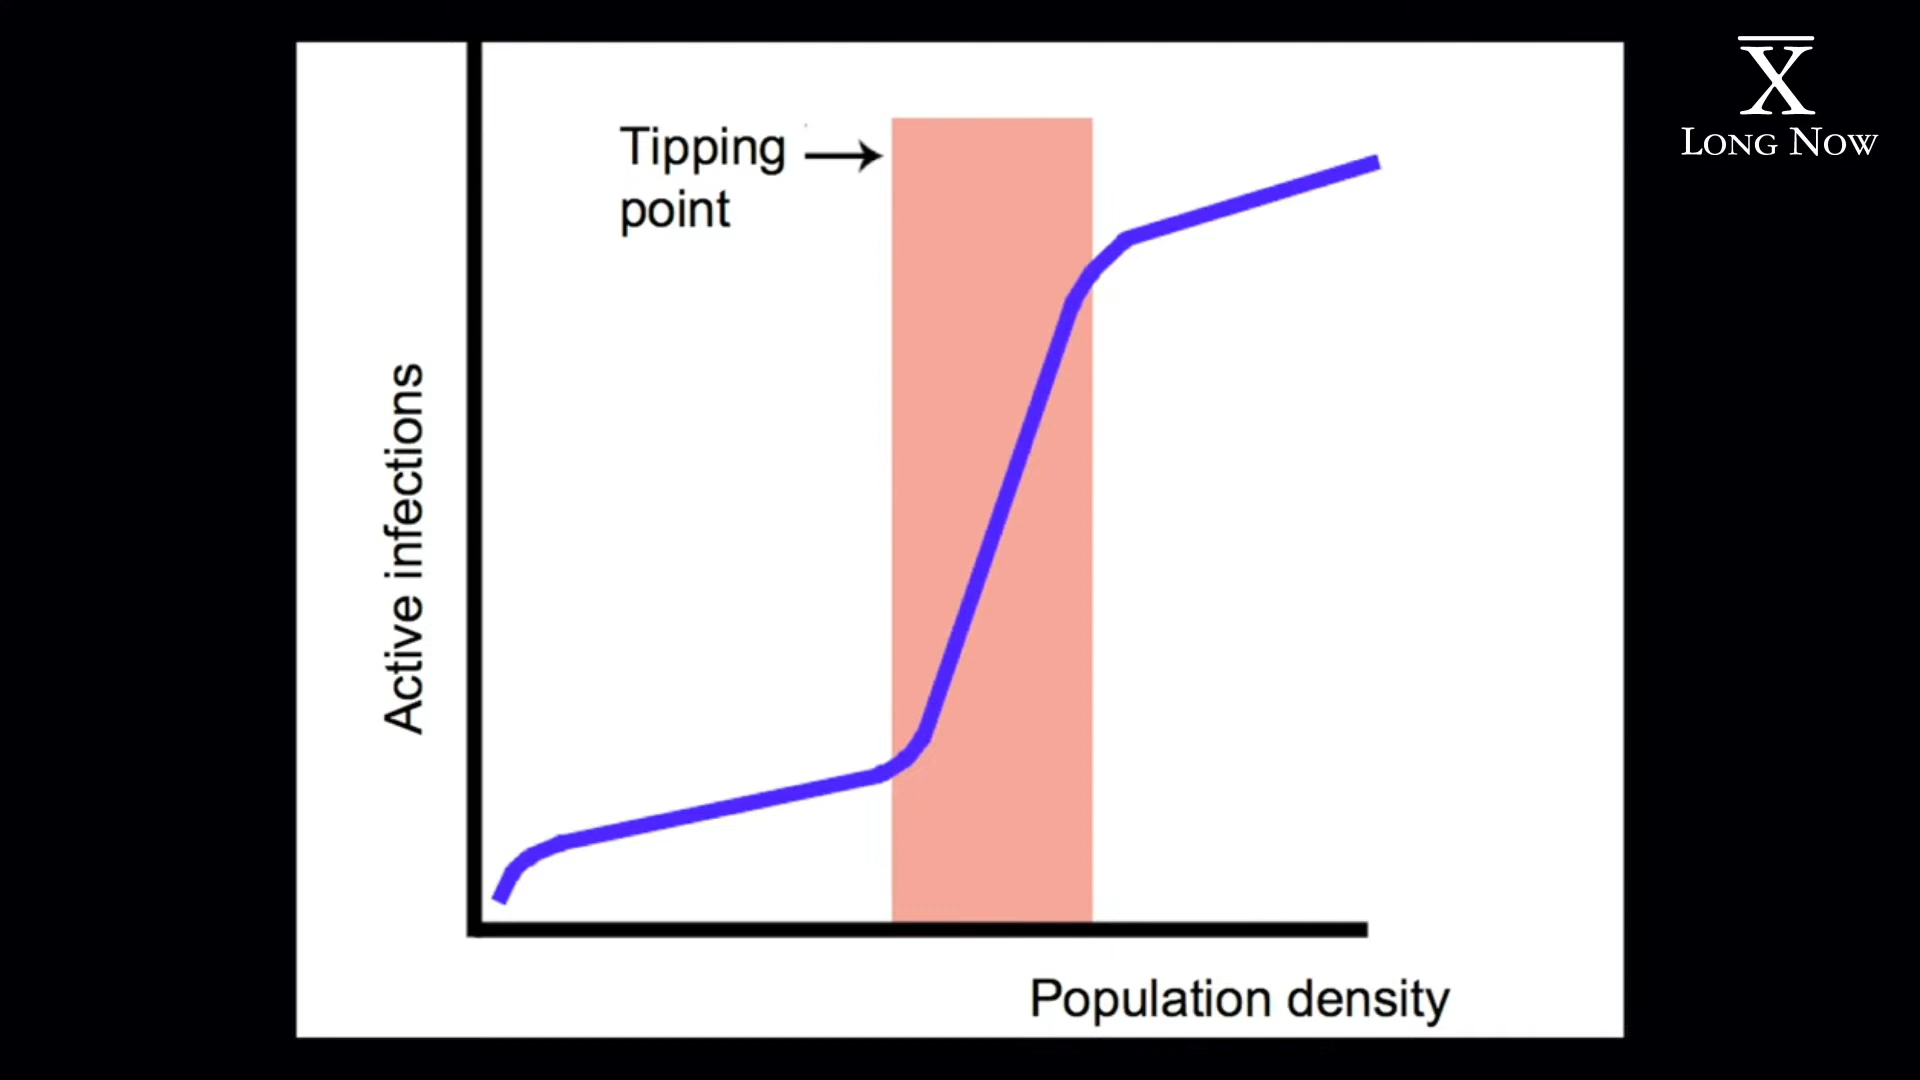 Tipping
point
Active infections
Population density
X
LONG NOW